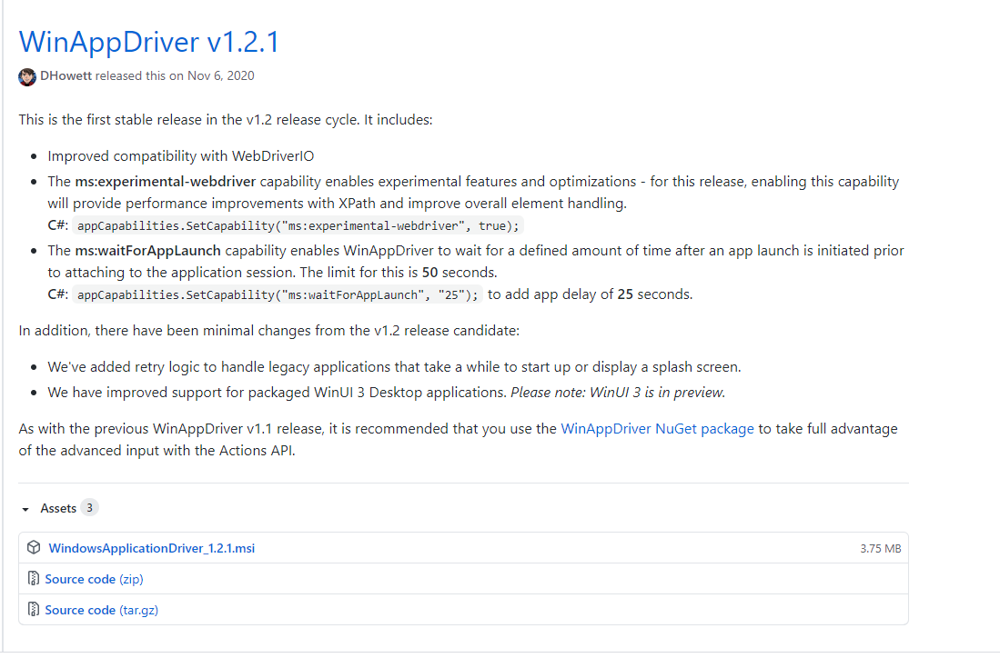 WinAppDriver v1.2.1
DHowett released this on Nov 6, 2020
This is the first stable release in the v1.2 release cycle. It includes:
• Improved compatibility with WebDriverIO
• The ms:experimental-webdriver capability enables experimental features and optimizations - for this release, enabling this capability
will provide performance improvements with XPath and improve overall element handling.
C#: appCapabilities.SetCapability("ms:experimental-webdriver", true);
• The ms:waitForAppLaunch capability enables WinAppDriver to wait for a defined amount of time after an app launch is initiated prior
to attaching to the application session. The limit for this is 50 seconds.
C#: appCapabilities.SetCapability("ms:waitForAppLaunch", "25"); to add app delay of 25 seconds.
In addition, there have been minimal changes from the v1.2 release candidate:
• We've added retry logic to handle legacy applications that take a while to start up or display a splash screen.
• We have improved support for packaged WinUI 3 Desktop applications. Please note: WinUI 3 is in preview.
As with the previous WinAppDriver v1.1 release, it is recommended that you use the WinAppDriver NuGet package to take full advantage
of the advanced input with the Actions API.
Assets 3
WindowsApplicationDriver_1.2.1.msi 3.75 MB
Source code (zip)
Source code (tar.gz)